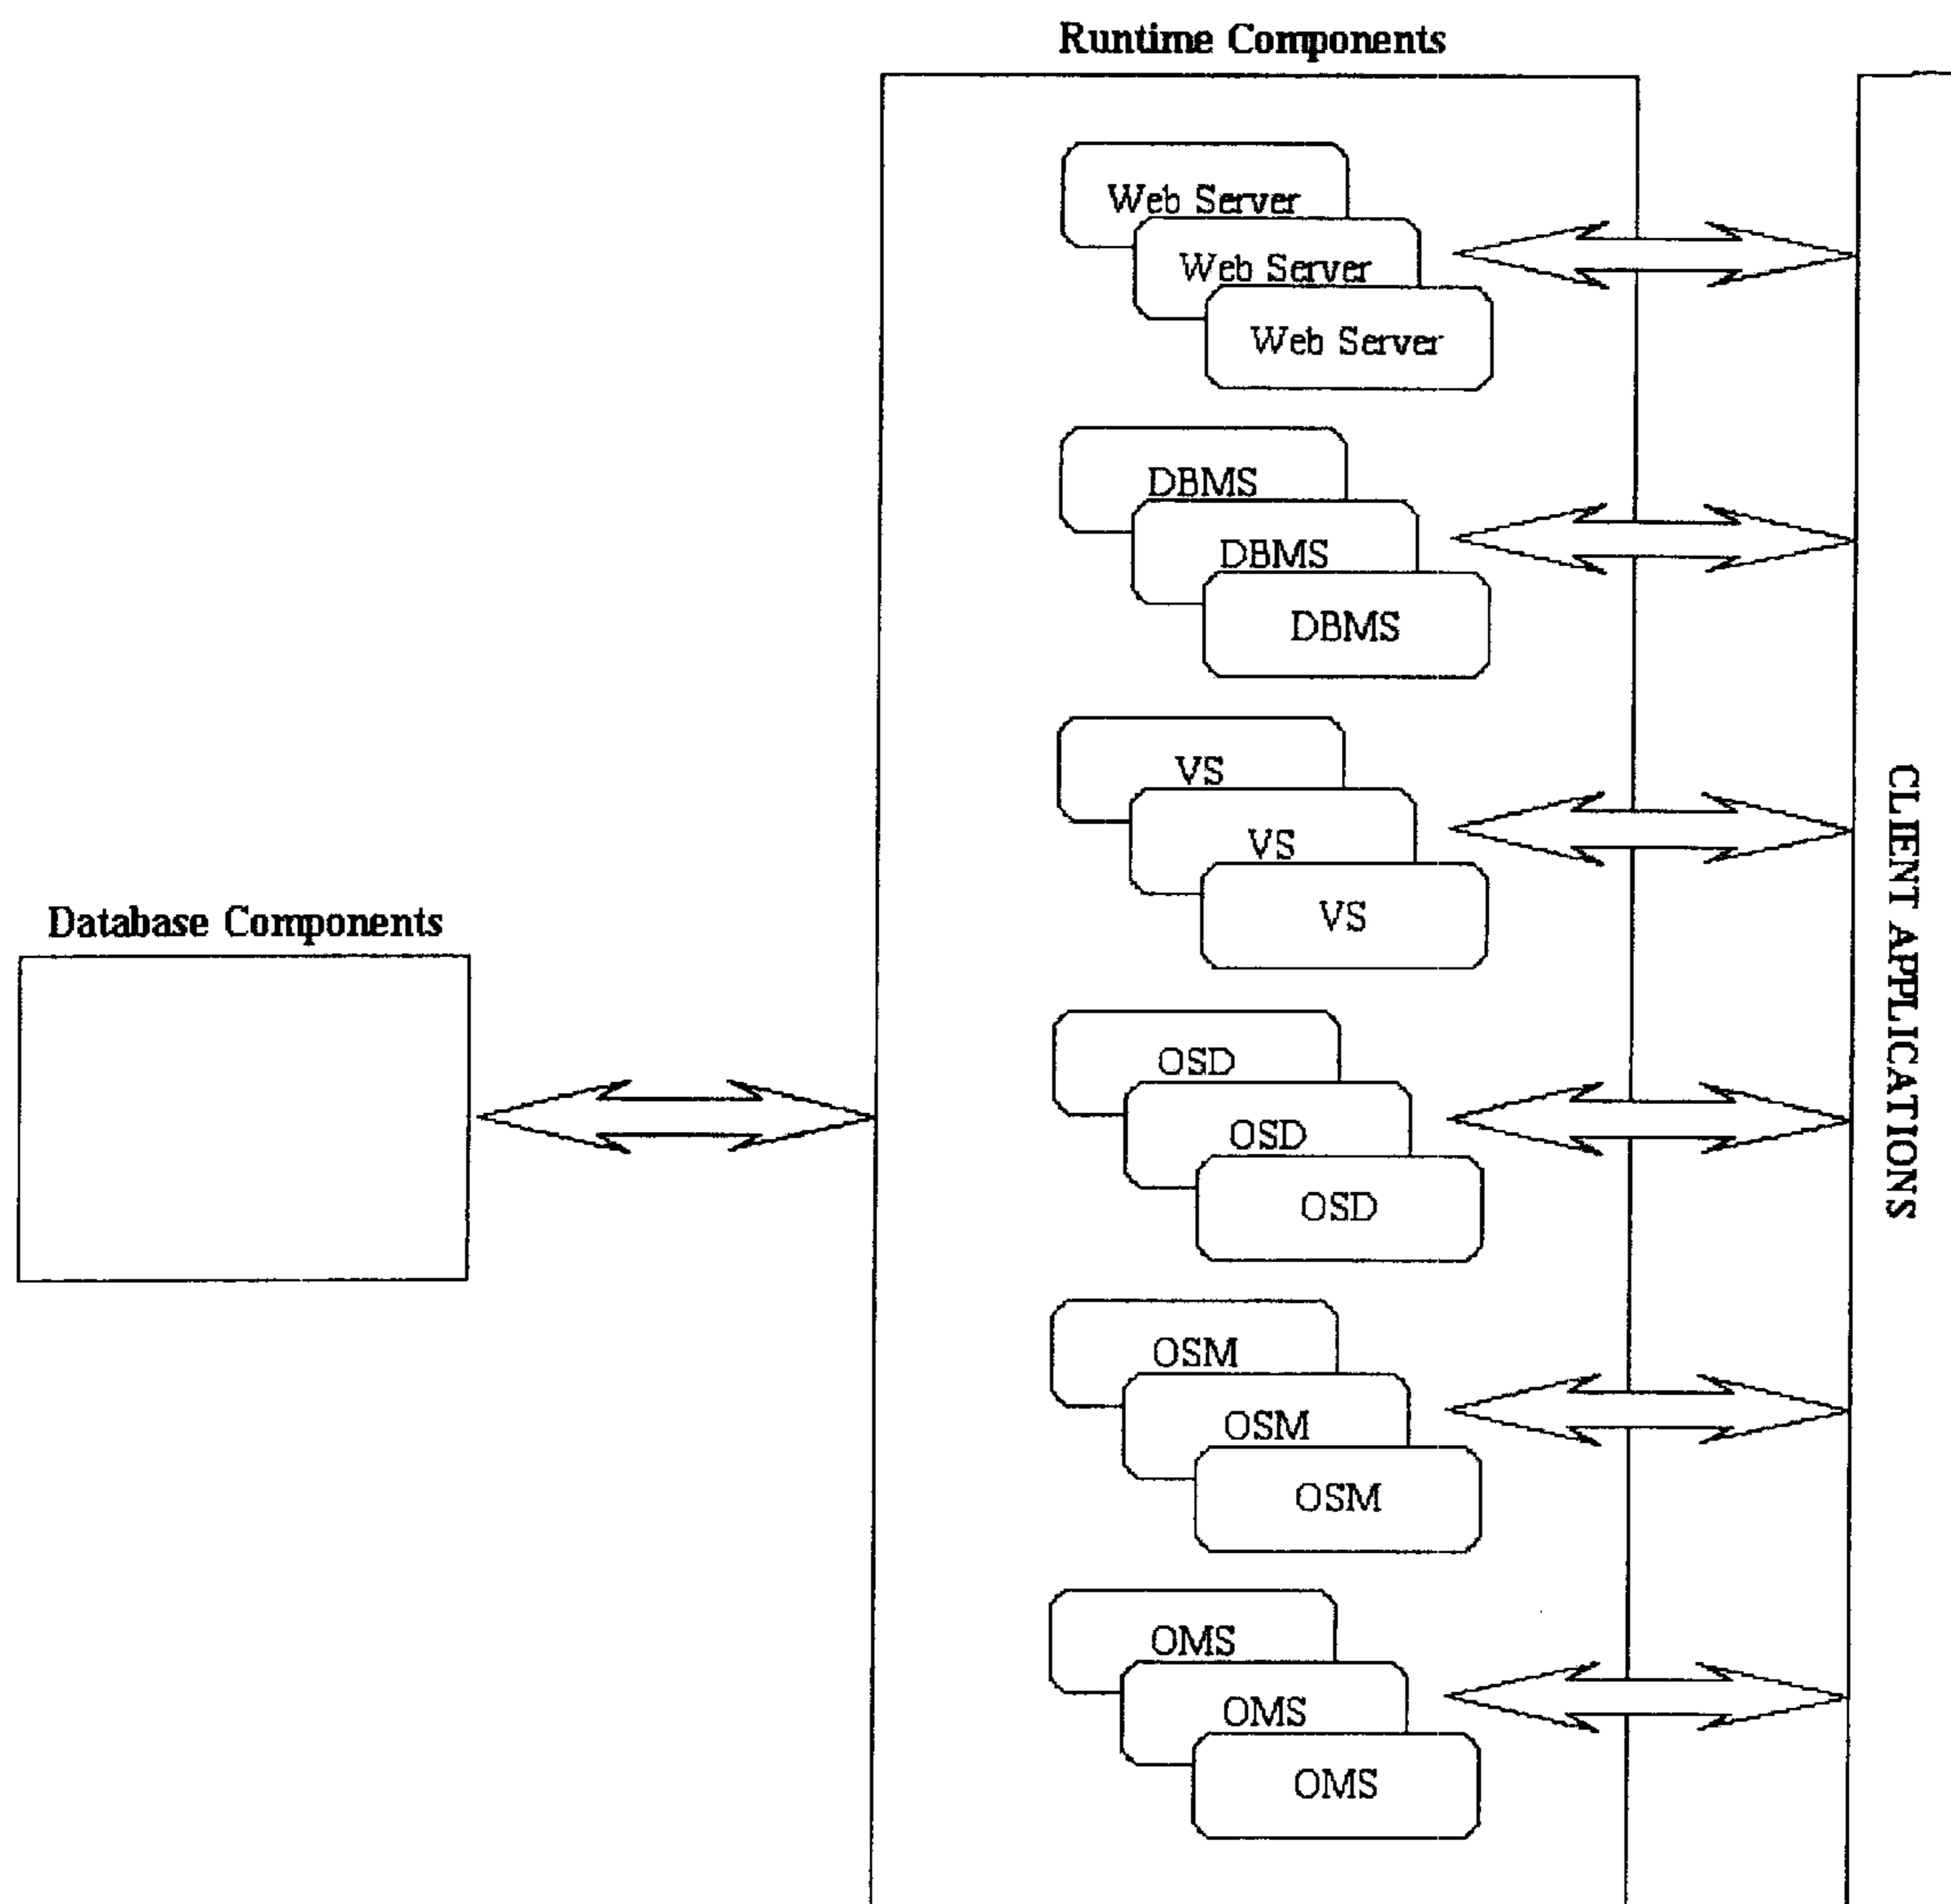 Runtime Components
Web Server
Web Server
Web Server
DBMS
DBMS
DBMS
VS
VS
VS
Database Components
OSD
OSD
OSD
OSM
OSM
OSM
OMS
OMS
OMS
CLIENT APPLICATIONS